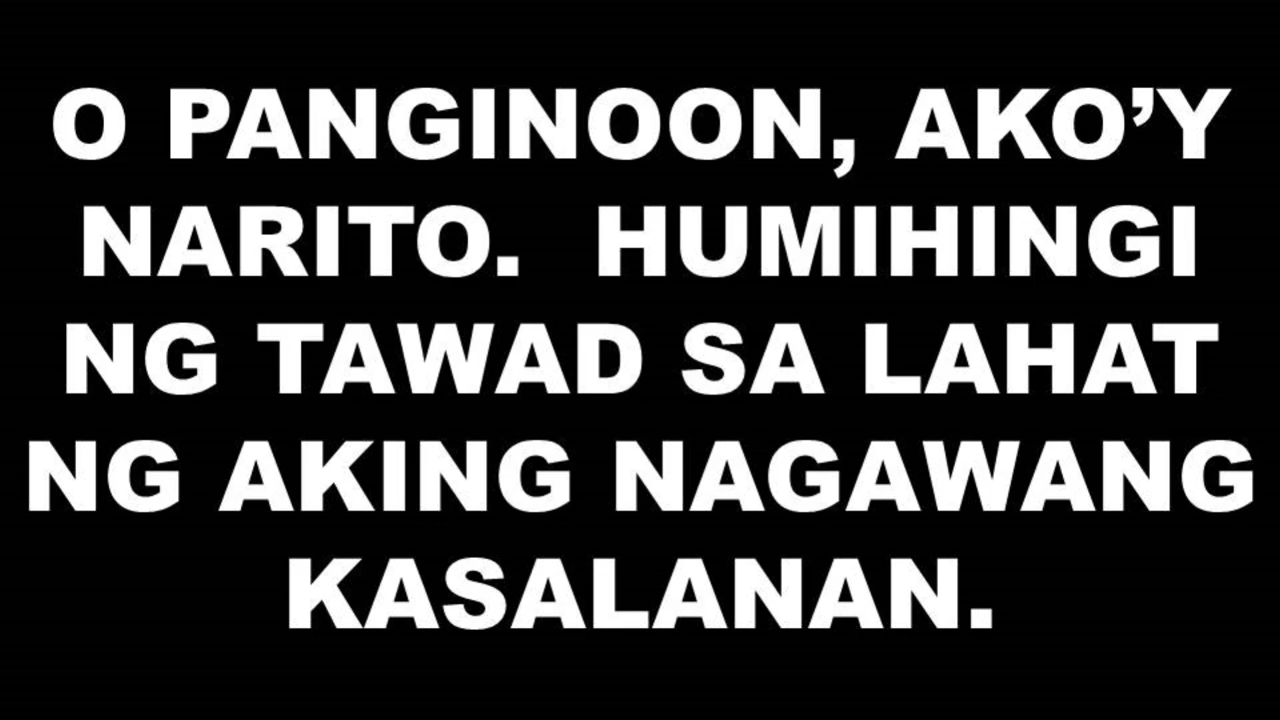 O PANGINOON, AKO’Y
NARITO.  HUMIHINGI
NG TAWAD SA LAHAT
NG AKING NAGAWANG
KASALANAN.